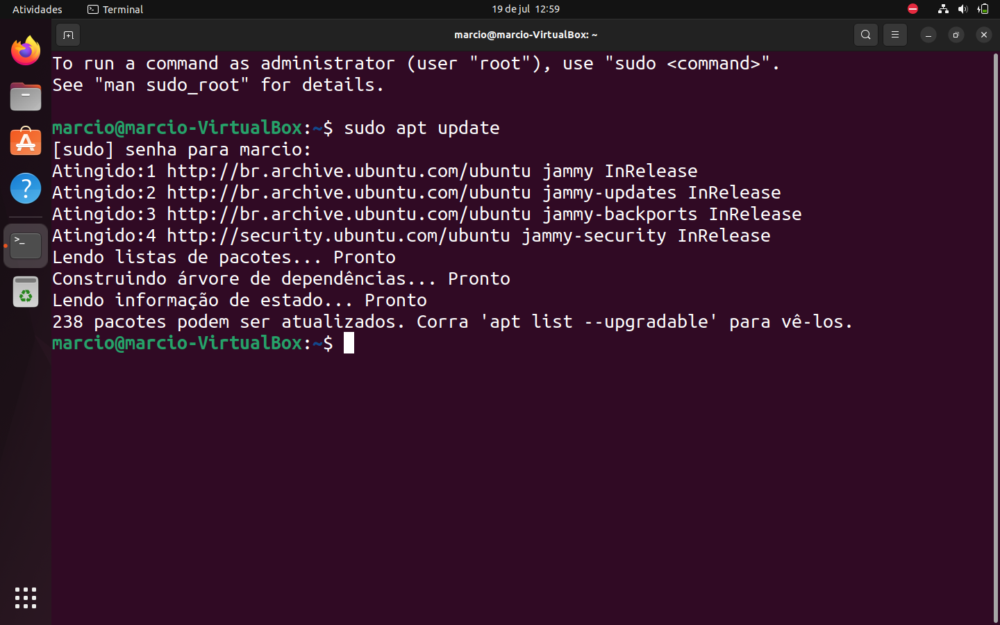 Atividades
Terminal
19 de jul 12:59
marcio@marcio-VirtualBox: ~
To run a command as administrator (user "root"), use "sudo <command>".
See "man sudo_root" for details.
marcio@marcio-VirtualBox:~$ sudo apt update
[sudo] senha para marcio:
Atingido:1 http://br.archive.ubuntu.com/ubuntu jammy InRelease
Atingido:2 http://br.archive.ubuntu.com/ubuntu jammy-updates InRelease
Atingido:3 http://br.archive.ubuntu.com/ubuntu jammy-backports InRelease
Atingido:4 http://security.ubuntu.com/ubuntu jammy-security InRelease
Lendo listas de pacotes... Pronto
Construindo árvore de dependências... Pronto
Lendo informação de estado... Pronto
238 pacotes podem ser atualizados. Corra 'apt list --upgradable' para vê-los.
marcio@marcio-VirtualBox:~$